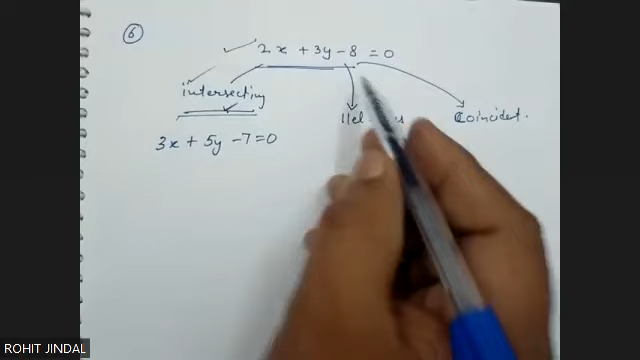 6
2x + 3y - 8 = 0
intersecting
Coincident.
3x + 5y - 7 = 0
ROHIT JINDAL